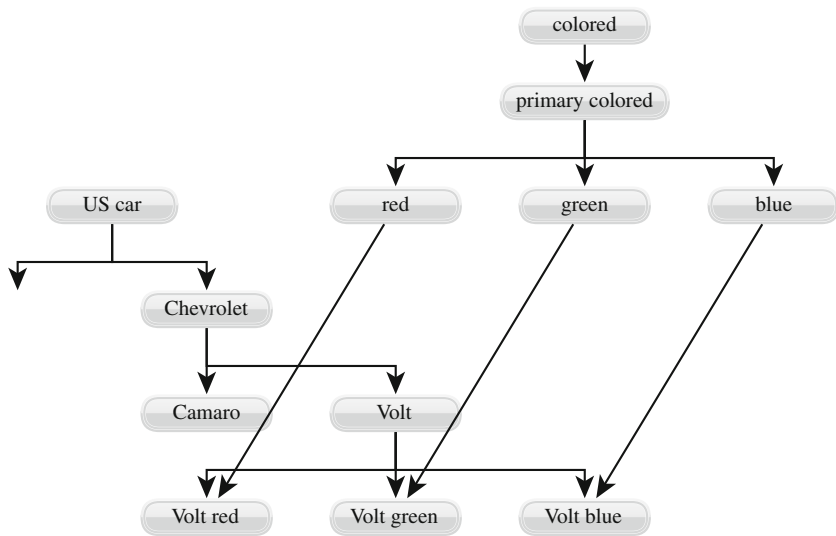 colored
primary colored
US car
red
green
blue
Chevrolet
Camaro
Volt
Volt red
Volt green
Volt blue